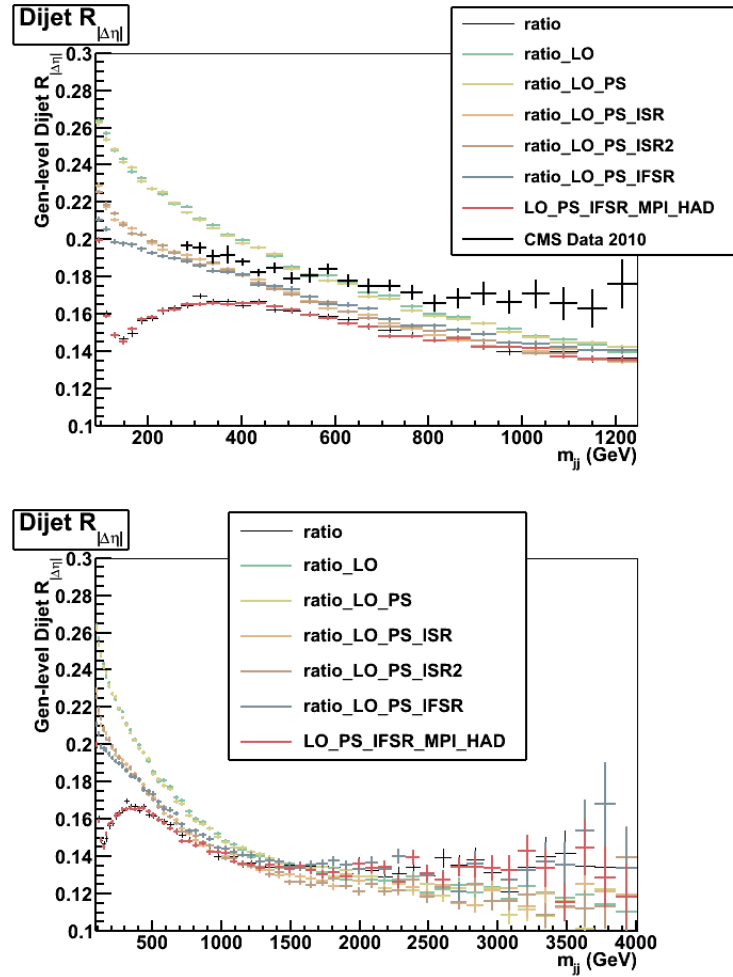 Dijet R|Δη|
Gen-level Dijet R|Δη|
0.3
0.28
0.26
0.24
0.22
0.2
0.18
0.16
0.14
0.12
0.1
200
400
600
800
1000
1200
mjj (GeV)
ratio
ratio_LO
ratio_LO_PS
ratio_LO_PS_ISR
ratio_LO_PS_ISR2
ratio_LO_PS_IFSR
LO_PS_IFSR_MPI_HAD
CMS Data 2010
Dijet R|Δη|
Gen-level Dijet R|Δη|
0.3
0.28
0.26
0.24
0.22
0.2
0.18
0.16
0.14
0.12
0.1
500
1000
1500
2000
2500
3000
3500
4000
mjj (GeV)
ratio
ratio_LO
ratio_LO_PS
ratio_LO_PS_ISR
ratio_LO_PS_ISR2
ratio_LO_PS_IFSR
LO_PS_IFSR_MPI_HAD